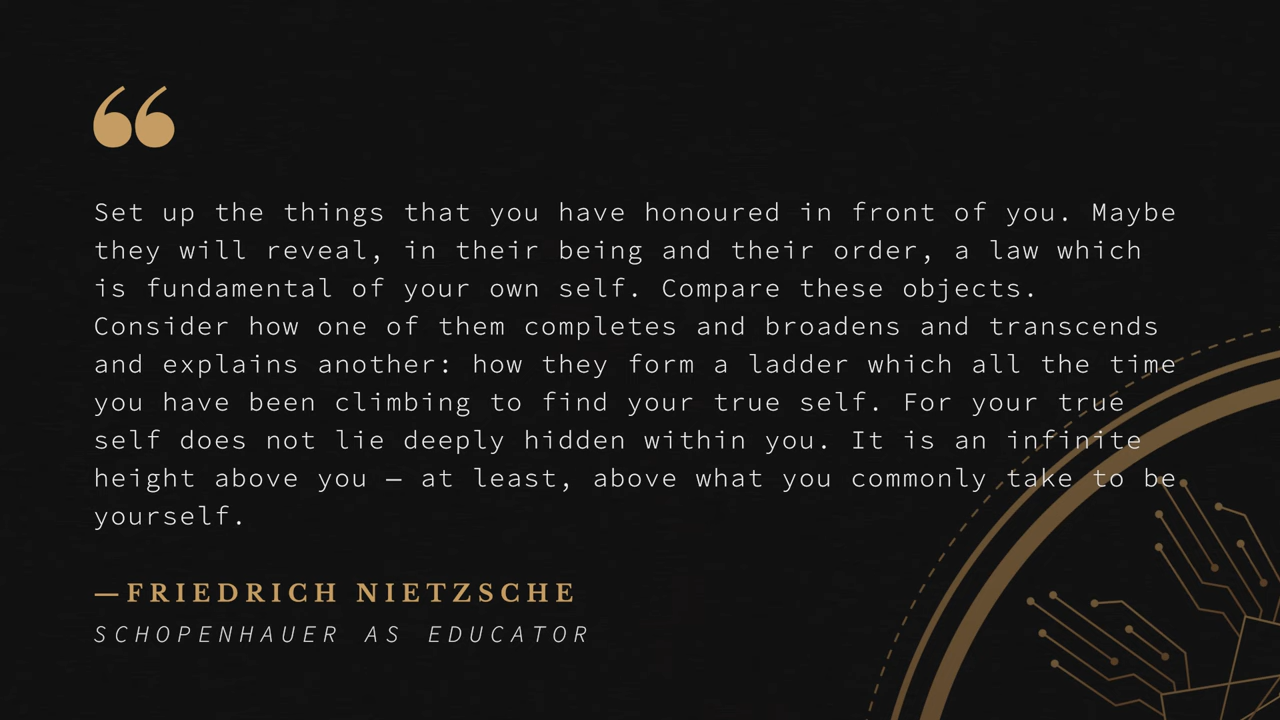 “
Set up the things that you have honoured in front of you. Maybe
they will reveal, in their being and their order, a law which
is fundamental of your own self. Compare these objects.
Consider how one of them completes and broadens and transcends
and explains another: how they form a ladder which all the time
you have been climbing to find your true self. For your true
self does not lie deeply hidden within you. It is an infinite
height above you — at least, above what you commonly take to be
yourself.
—FRIEDRICH NIETZSCHE
SCHOPENHAUER AS EDUCATOR